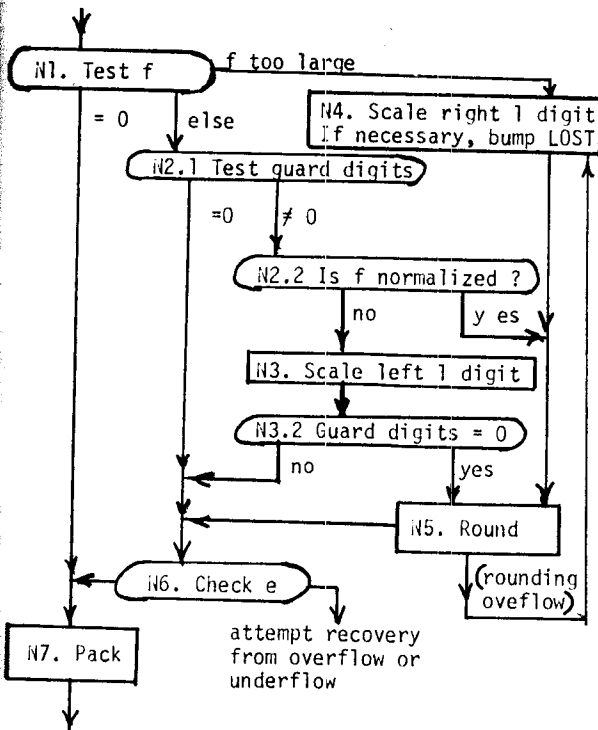 N1. Test f
f too large
= 0
else
N4. Scale right 1 digit
If necessary, bump LOST.
N2.1 Test guard digits
=0
≠ 0
N2.2 Is f normalized ?
no
y es
N3. Scale left 1 digit
N3.2 Guard digits = 0
no
yes
N5. Round
(rounding
oveflow)
N6. Check e
attempt recovery
from overflow or
underflow
N7. Pack